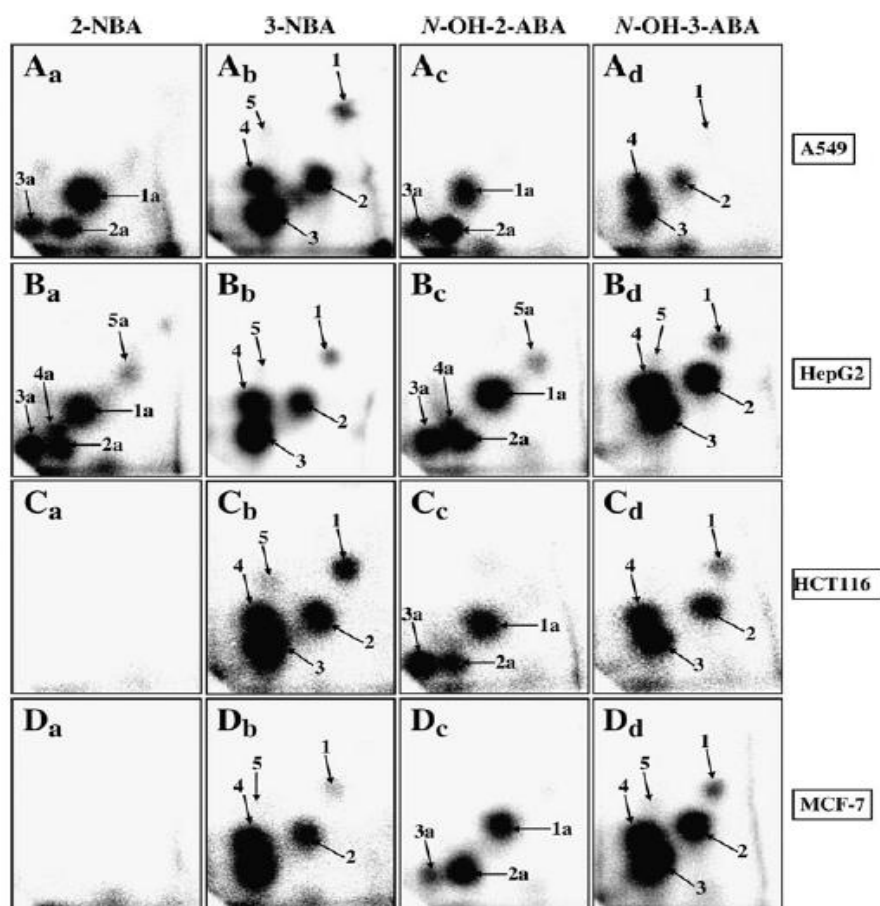 2-NBA 3-NBA N-OH-2-ABA N-OH-3-ABA
Aa Ab Ac Ad
1
5
1
4
4
3a 1a 2 3a 1a 2
2a 3 2a 3
A549
Ba Bb Bc Bd
5a 5 1 5a 1
5
4
4a 4 4a
3a 1a 2 3a 1a 2
2a 3 2a 3
HepG2
Ca Cb Cc Cd
1
5 1
4 4
3a 1a
2 2
3 2a 3
HCT116
Da Db Dc Dd
1 1
5 5
4 4
3a 1a
2 2
2a 3
MCF-7